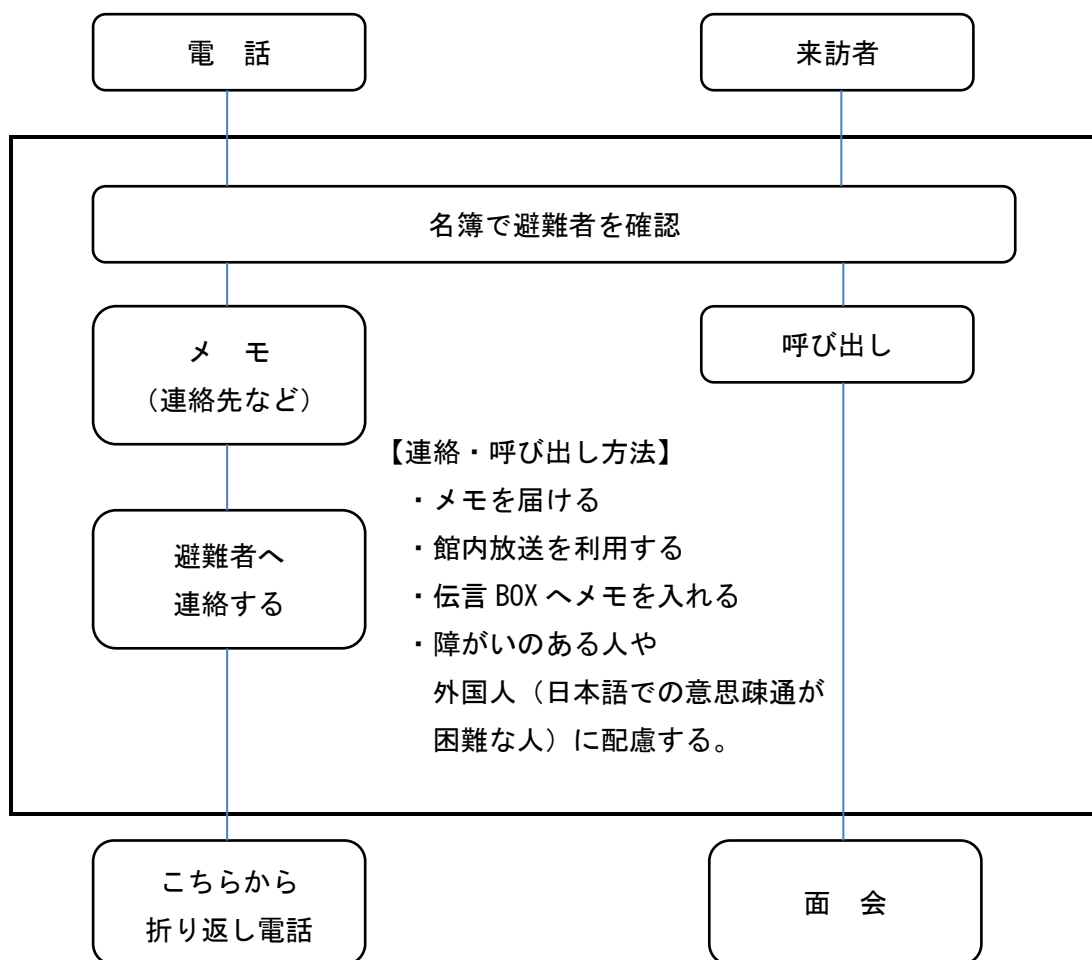 電　話
来訪者
名簿で避難者を確認
メ　モ
（連絡先など）
呼び出し
【連絡・呼び出し方法】
・メモを届ける
・館内放送を利用する
・伝言 BOX へメモを入れる
・障がいのある人や
外国人（日本語での意思疎通が
困難な人）に配慮する。
避難者へ
連絡する
こちらから
折り返し電話
面　会